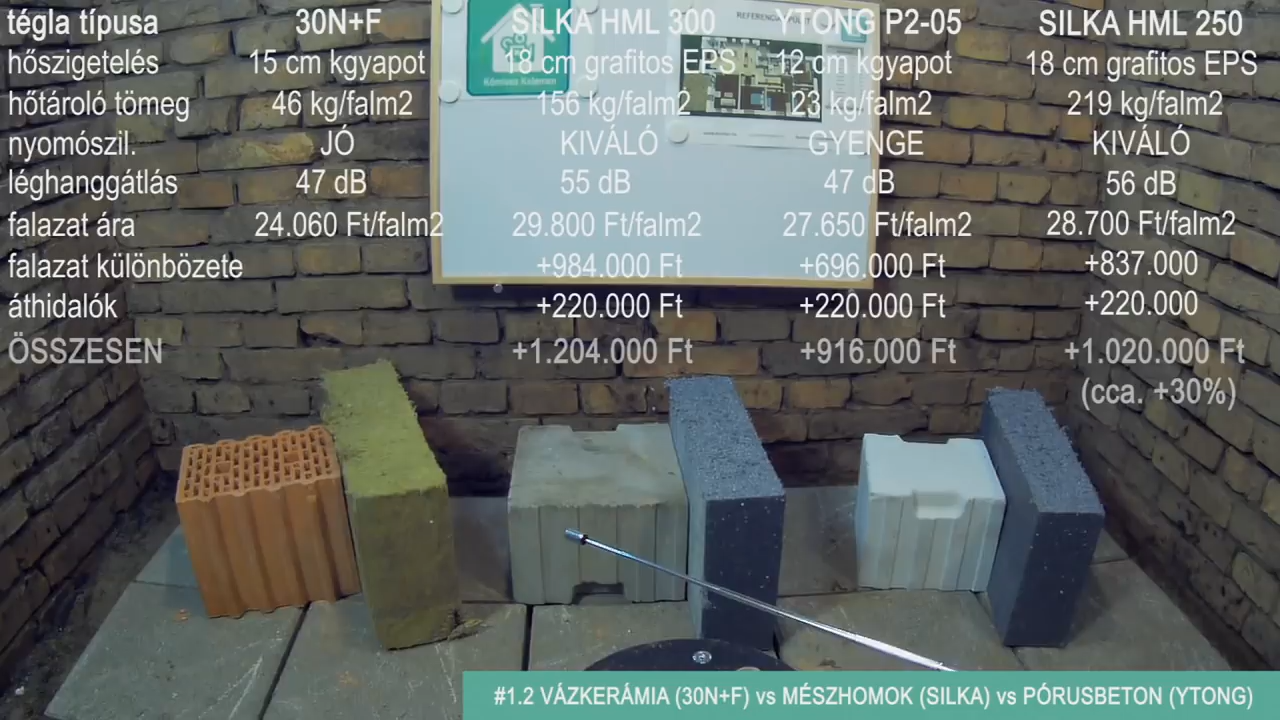 tégla típusa 30N+F SILKA HML 300 YTONG P2-05 SILKA HML 250
hőszigetelés 15 cm kgyapot 18 cm grafitos EPS 12 cm kgyapot 18 cm grafitos EPS
hőtároló tömeg 46 kg/falm2 156 kg/falm2 23 kg/falm2 219 kg/falm2
nyomószil. JÓ KIVÁLÓ GYENGE KIVÁLÓ
léghanggátlás 47 dB 55 dB 47 dB 56 dB
falazat ára 24.060 Ft/falm2 29.800 Ft/falm2 27.650 Ft/falm2 28.700 Ft/falm2
falazat különbözete +984.000 Ft +696.000 Ft +837.000
áthidalók +220.000 Ft +220.000 Ft +220.000
ÖSSZESEN +1.204.000 Ft +916.000 Ft +1.020.000 Ft
(cca. +30%)
Kőműves Kelemen
#1.2 VÁZKERÁMIA (30N+F) vs MÉSZHOMOK (SILKA) vs PÓRUSBETON (YTONG)